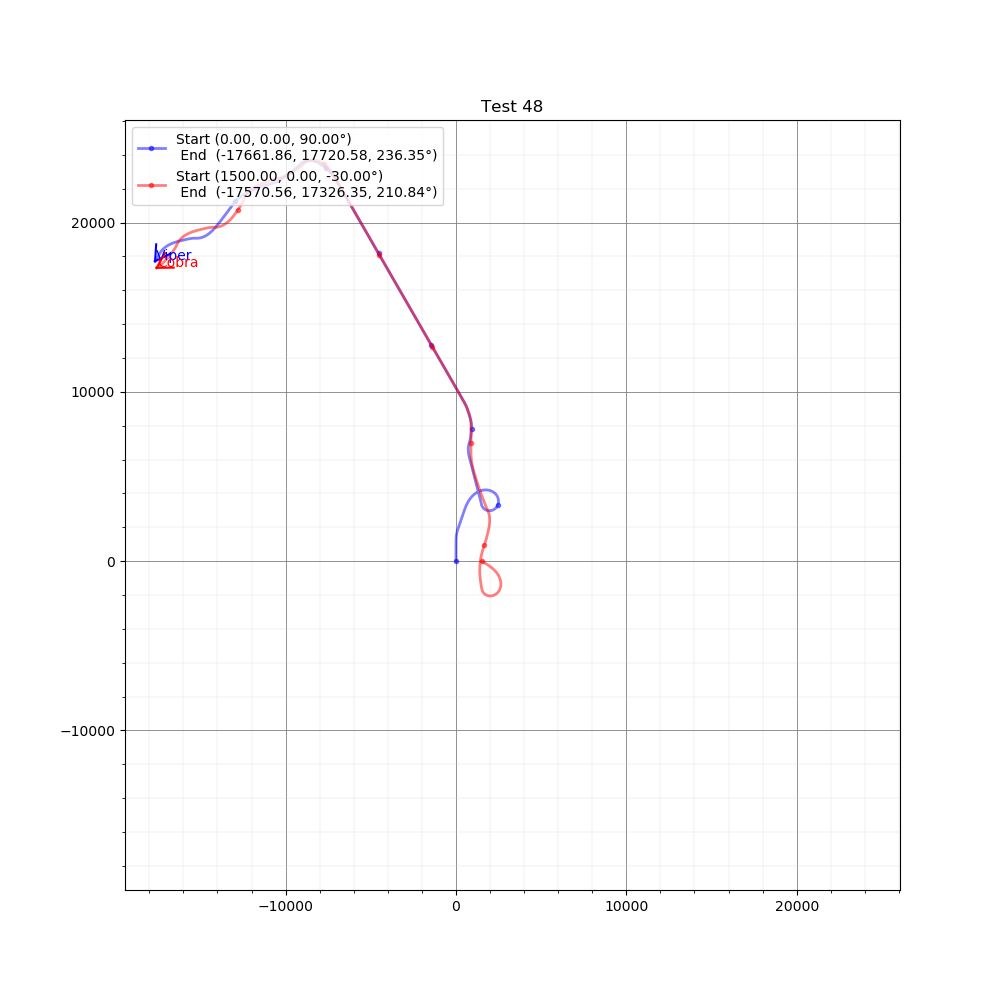 Test 48
Start (0.00, 0.00, 90.00°)
End (-17661.86, 17720.58, 236.35°)
Start (1500.00, 0.00, -30.00°)
End (-17570.56, 17326.35, 210.84°)
20000
Viper
Cobra
10000
0
−10000
−10000
0
10000
20000